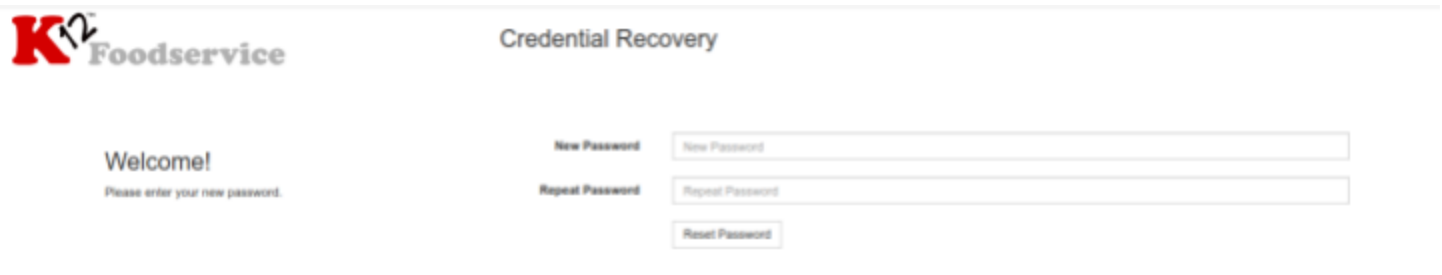 K12™ Foodservice
Credential Recovery
Welcome!
Please enter your new password.
New Password
New Password
Repeat Password
Repeat Password
Reset Password